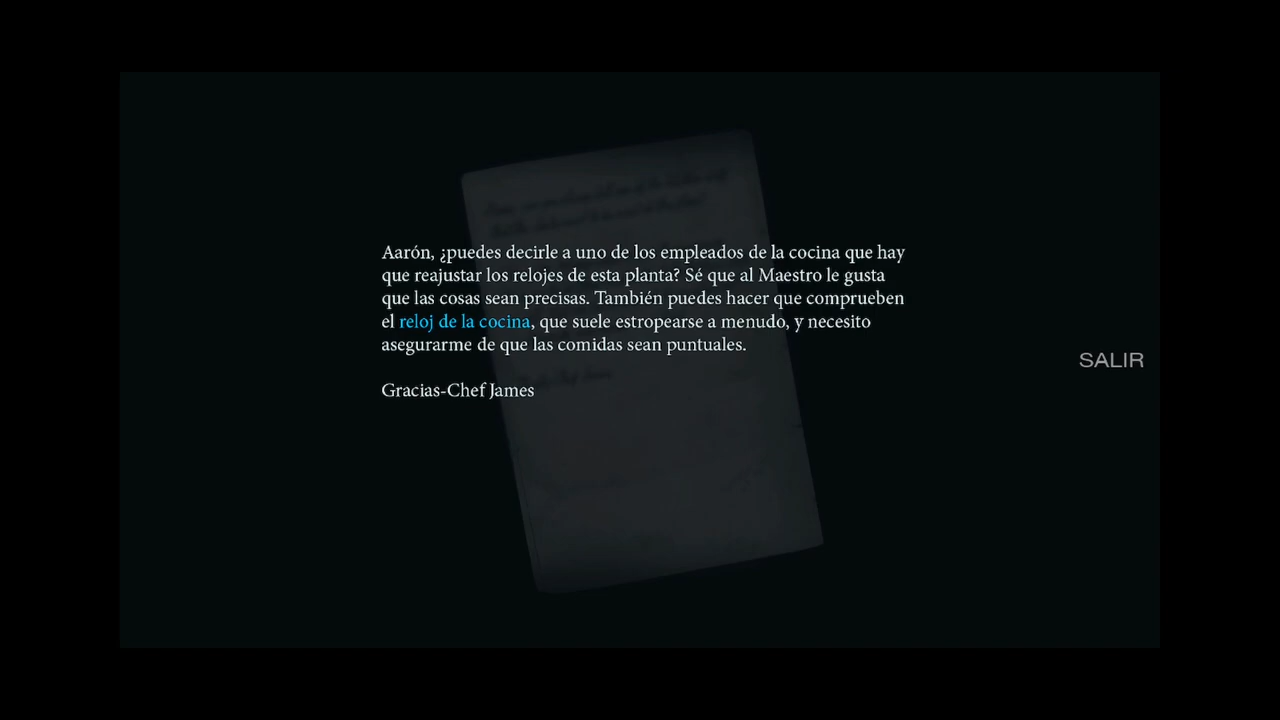 Aarón, ¿puedes decirle a uno de los empleados de la cocina que hay
que reajustar los relojes de esta planta? Sé que al Maestro le gusta
que las cosas sean precisas. También puedes hacer que comprueben
el reloj de la cocina, que suele estropearse a menudo, y necesito
asegurarme de que las comidas sean puntuales.
Gracias-Chef James
SALIR